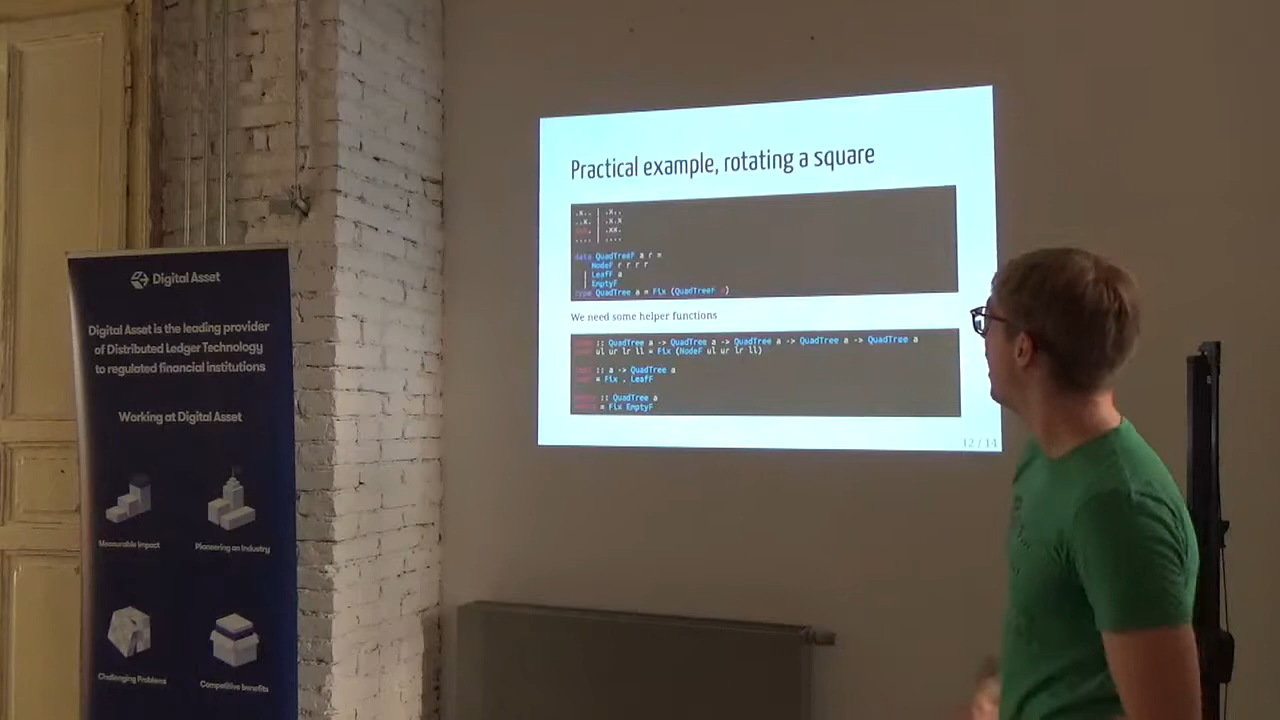 Digital Asset
Digital Asset is the leading provider
of Distributed Ledger Technology
to regulated financial institutions
Working at Digital Asset
Measurable Impact
Pioneering an Industry
Challenging Problems
Competitive benefits
Practical example, rotating a square
.x.. | .x..
..x. | .x.x
xxx. | .xx.
.... | ....
data QuadTreeF a r =
NodeF r r r r
| LeafF a
| EmptyF
type QuadTree a = Fix (QuadTreeF a)
We need some helper functions
:: QuadTree a -> QuadTree a -> QuadTree a -> QuadTree a -> QuadTree a
ul ur lr ll = Fix (NodeF ul ur lr ll)
:: a -> QuadTree a
= Fix . LeafF
:: QuadTree a
= Fix EmptyF
12 / 14